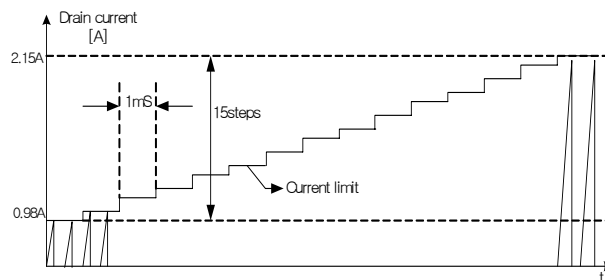 Drain current
[A]
2.15A
1mS
15steps
Current limit
0.98A
t